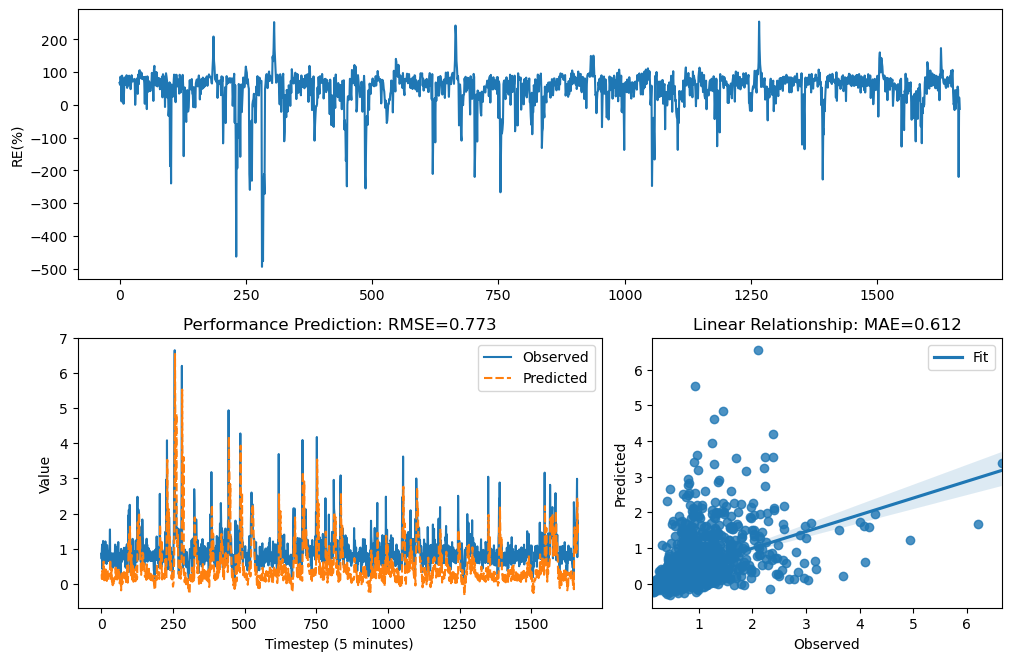 RE(%)
200
100
0
−100
−200
−300
−400
−500
0 250 500 750 1000 1250 1500
Performance Prediction: RMSE=0.773
Value
7
6
5
4
3
2
1
0
Observed
Predicted
0 250 500 750 1000 1250 1500
Timestep (5 minutes)
Linear Relationship: MAE=0.612
Predicted
6
5
4
3
2
1
0
Fit
1 2 3 4 5 6
Observed